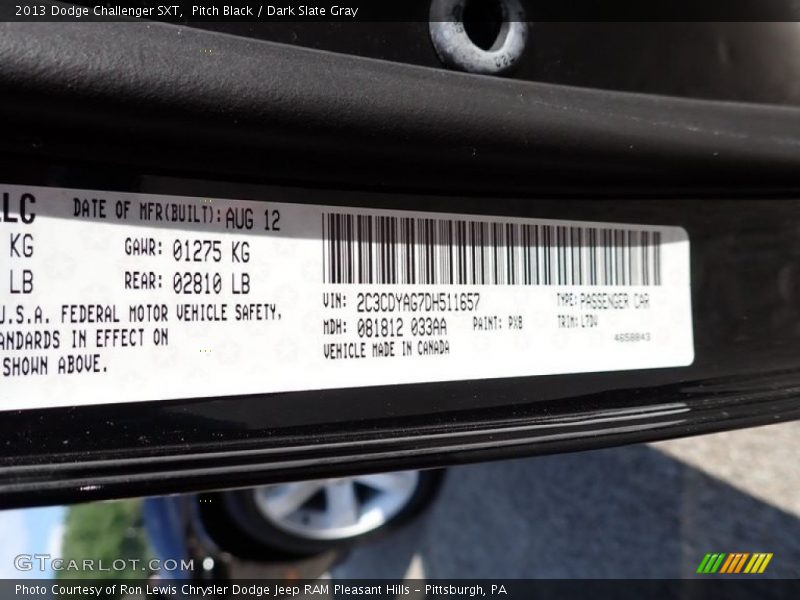 2013 Dodge Challenger SXT, Pitch Black / Dark Slate Gray
LLC DATE OF MFR(BUILT): AUG 12
KG GAWR: 01275 KG
LB REAR: 02810 LB
U.S.A. FEDERAL MOTOR VEHICLE SAFETY,
ANDARDS IN EFFECT ON
SHOWN ABOVE.
VIN: 2C3CDYAG7DH511657 TYPE: PASSENGER CAR
MDH: 081812 033AA PAINT: PXB TRIM: LTDV
VEHICLE MADE IN CANADA 4658843
GTCARLOT.COM
Photo Courtesy of Ron Lewis Chrysler Dodge Jeep RAM Pleasant Hills - Pittsburgh, PA